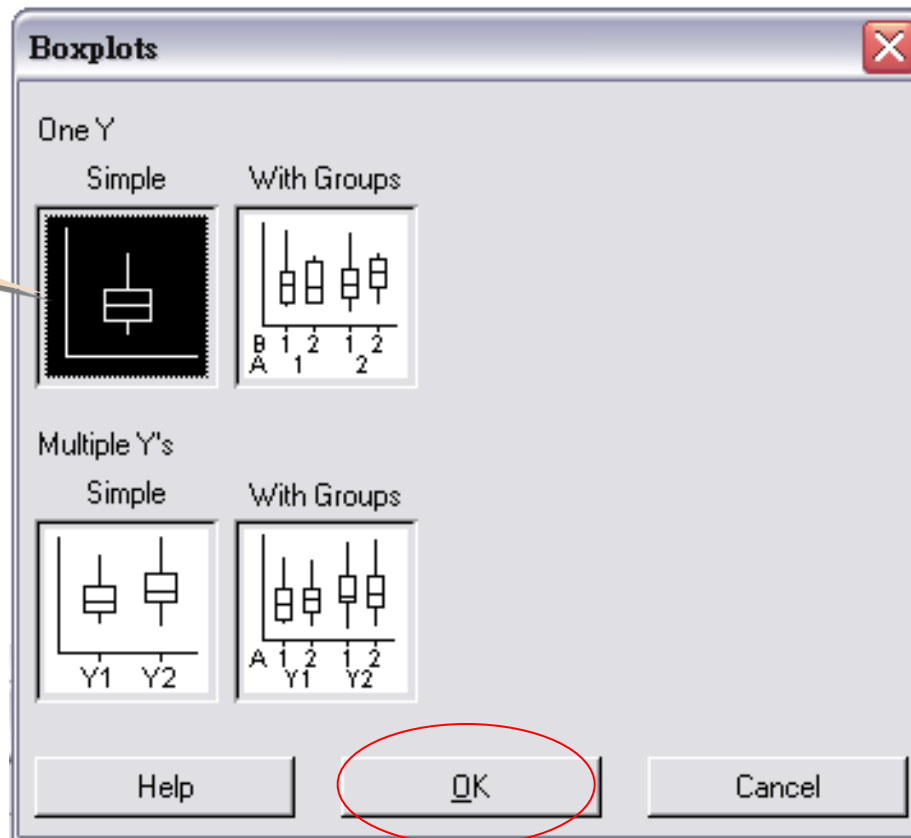 Boxplots
One Y
Simple With Groups
B 1 2 1 2
A 1 2
Multiple Y's
Simple With Groups
Y1 Y2
A 1 2 1 2
Y1 Y2
Help OK Cancel